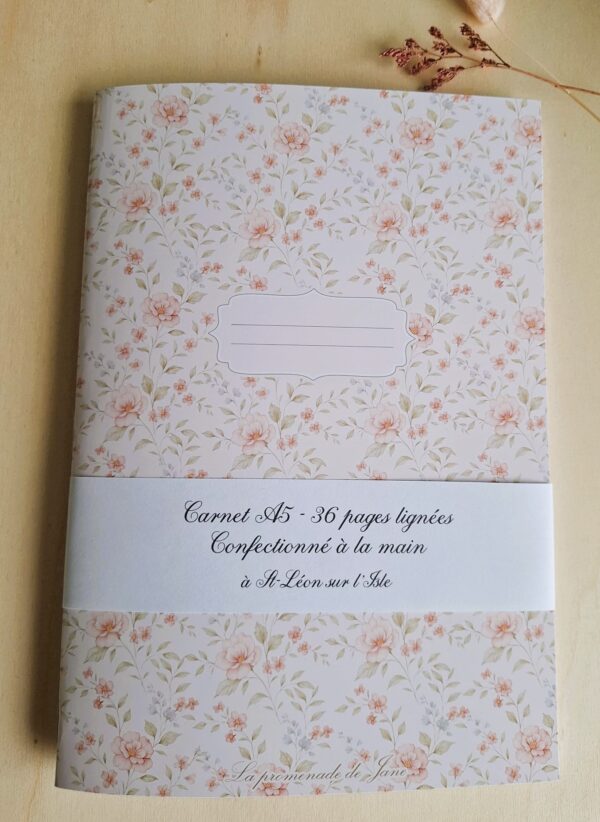 Carnet A5 - 36 pages lignées
Confectionné à la main
à St-Léon sur l'Isle
La promenade de Jane